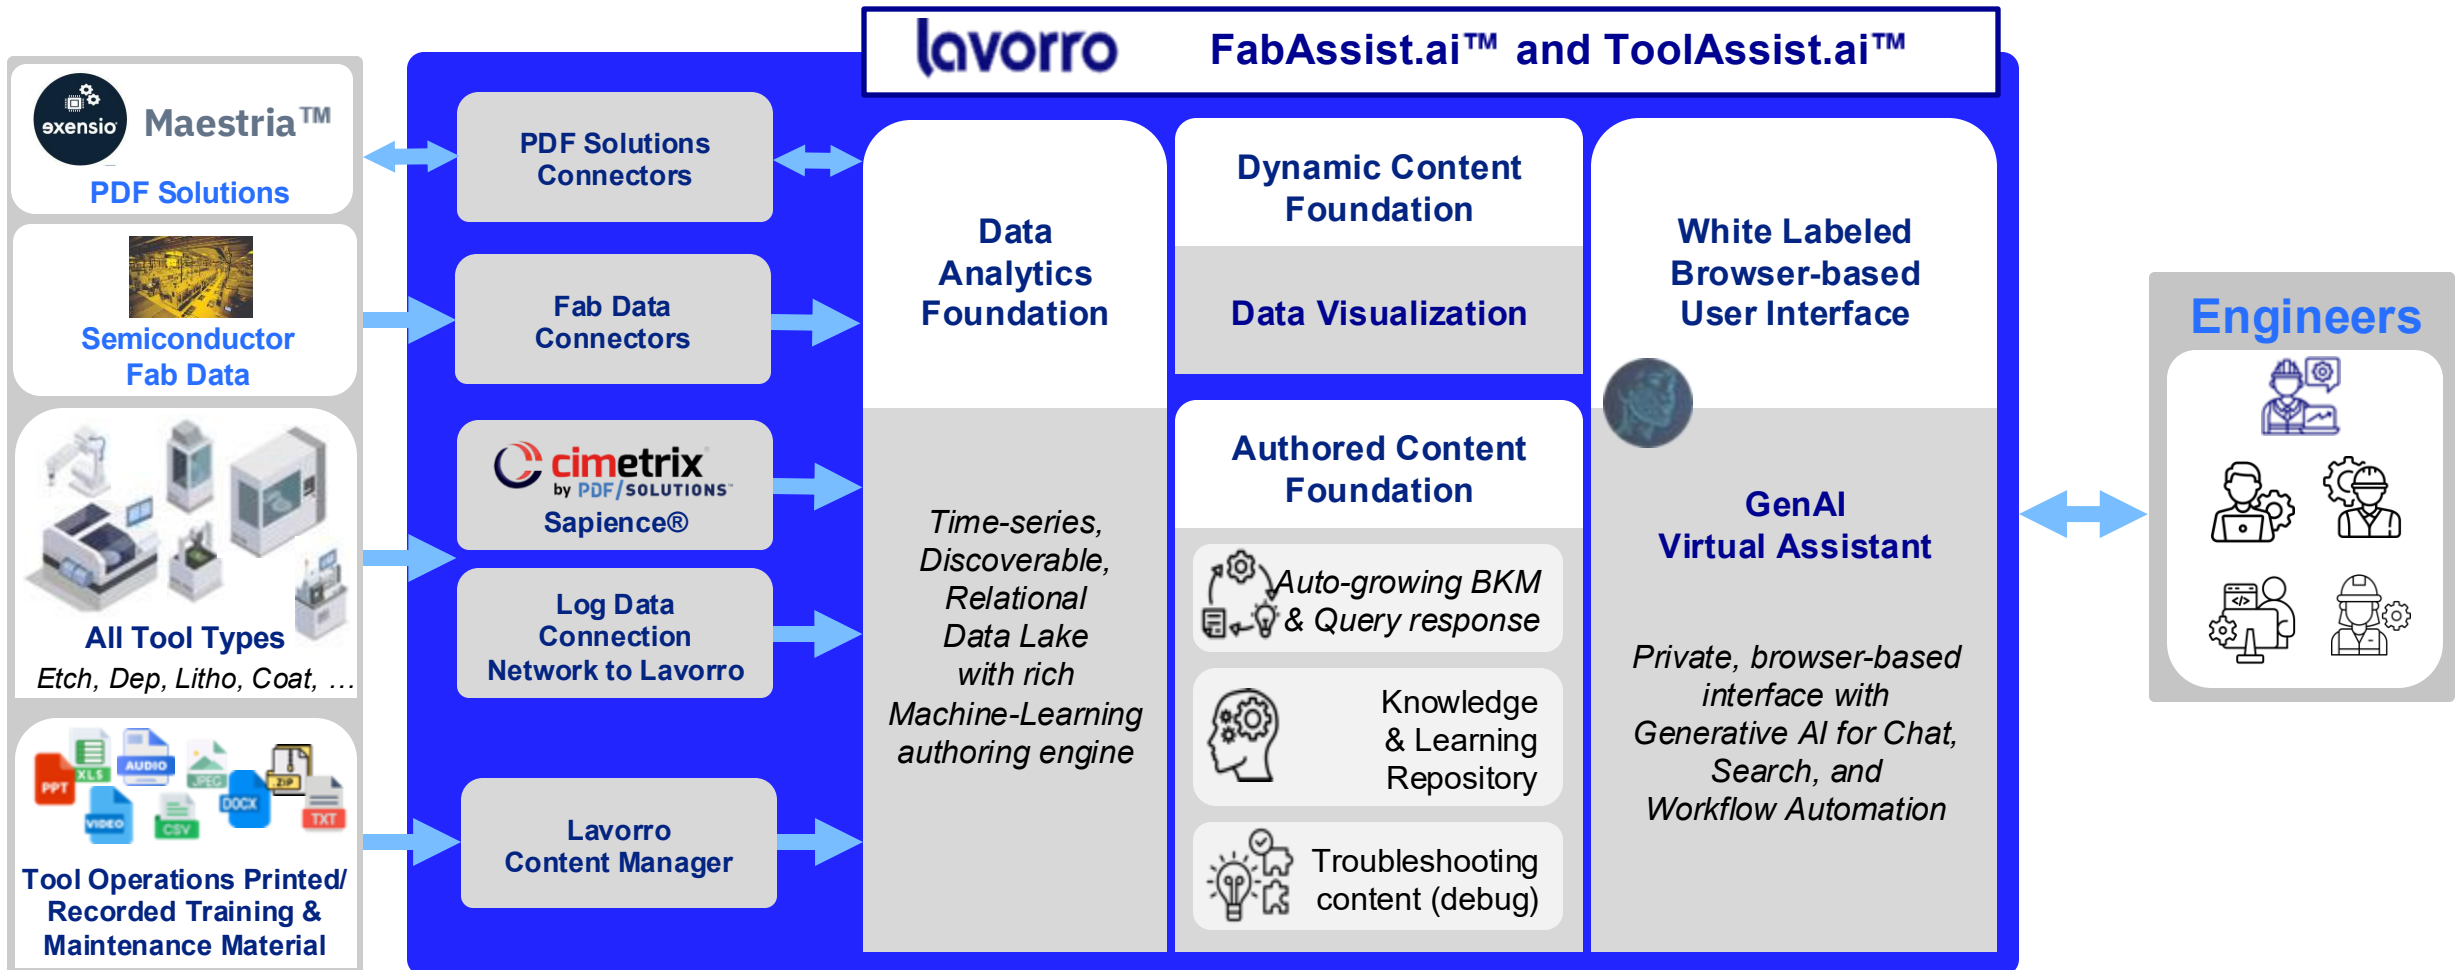 lavorro
FabAssist.ai™ and ToolAssist.ai™
exensio
Maestria™
PDF Solutions
Semiconductor
Fab Data
All Tool Types
Etch, Dep, Litho, Coat, …
PPT
XLS
AUDIO
JPEG
ZIP
VIDEO
CSV
DOCX
TXT
Tool Operations Printed/
Recorded Training &
Maintenance Material
PDF Solutions
Connectors
Fab Data
Connectors
cimetrix
by PDF/SOLUTIONS™
Sapience®
Log Data
Connection
Network to Lavorro
Lavorro
Content Manager
Data
Analytics
Foundation
Time-series,
Discoverable,
Relational
Data Lake
with rich
Machine-Learning
authoring engine
Dynamic Content
Foundation
Data Visualization
Authored Content
Foundation
Auto-growing BKM
& Query response
Knowledge
& Learning
Repository
Troubleshooting
content (debug)
White Labeled
Browser-based
User Interface
GenAI
Virtual Assistant
Private, browser-based
interface with
Generative AI for Chat,
Search, and
Workflow Automation
Engineers